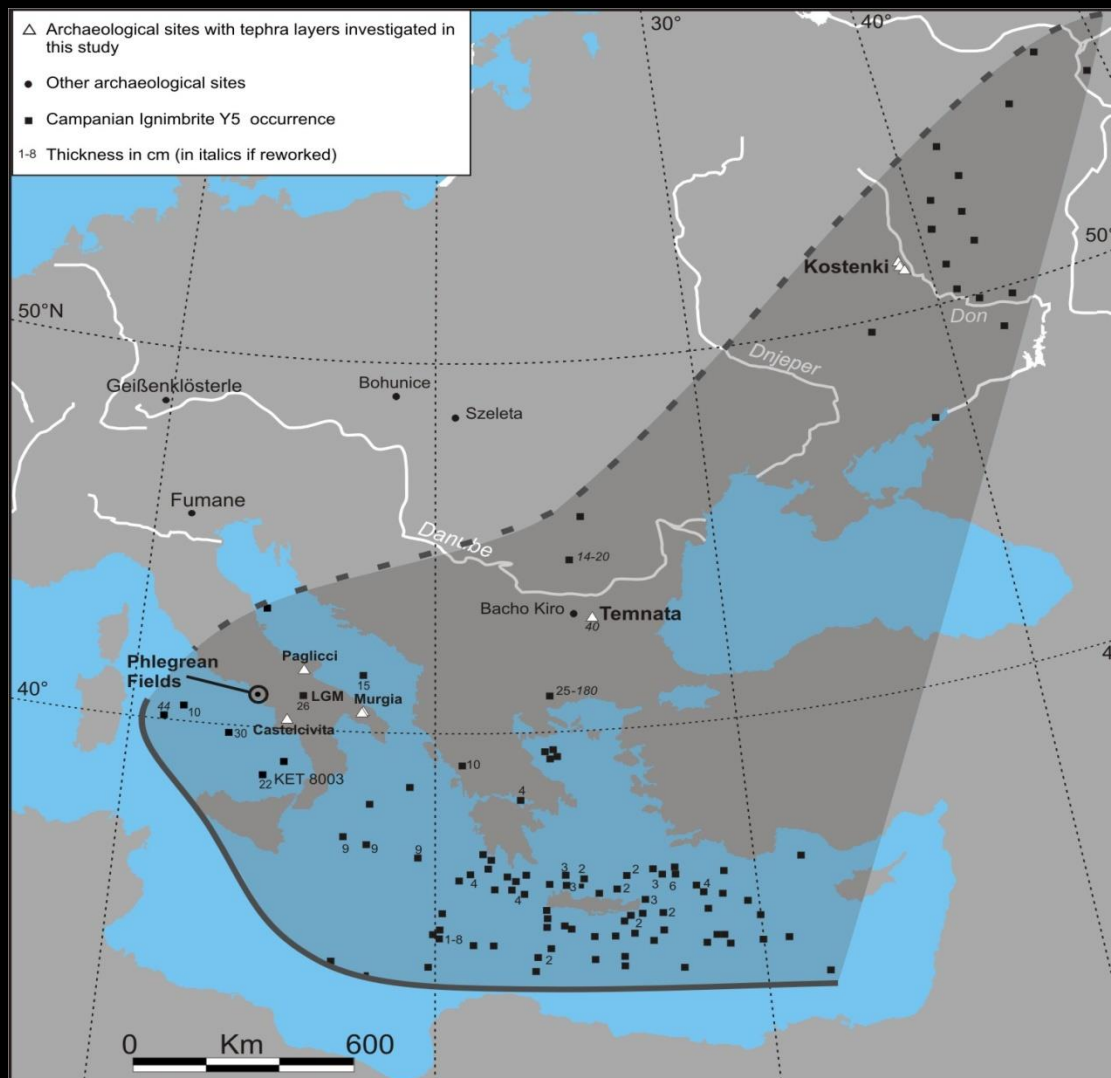 Archaeological sites with tephra layers investigated in
this study
Other archaeological sites
Campanian Ignimbrite Y5 occurrence
1-8 Thickness in cm (in italics if reworked)
30°
40°
50°
Kostenki
Don
50°N
Dnjeper
Geißenklösterle
Bohunice
Szeleta
Fumane
Danube
14-20
Bacho Kiro
Temnata
40
Paglicci
Phlegrean
Fields
40°
4
15
LGM
26
Murgia
25-180
44
10
Castelcivita
30
10
22
KET 8003
4
9
9
9
3
2
2
3
6
4
4
3
2
4
3
2
2
1-8
2
0 Km 600